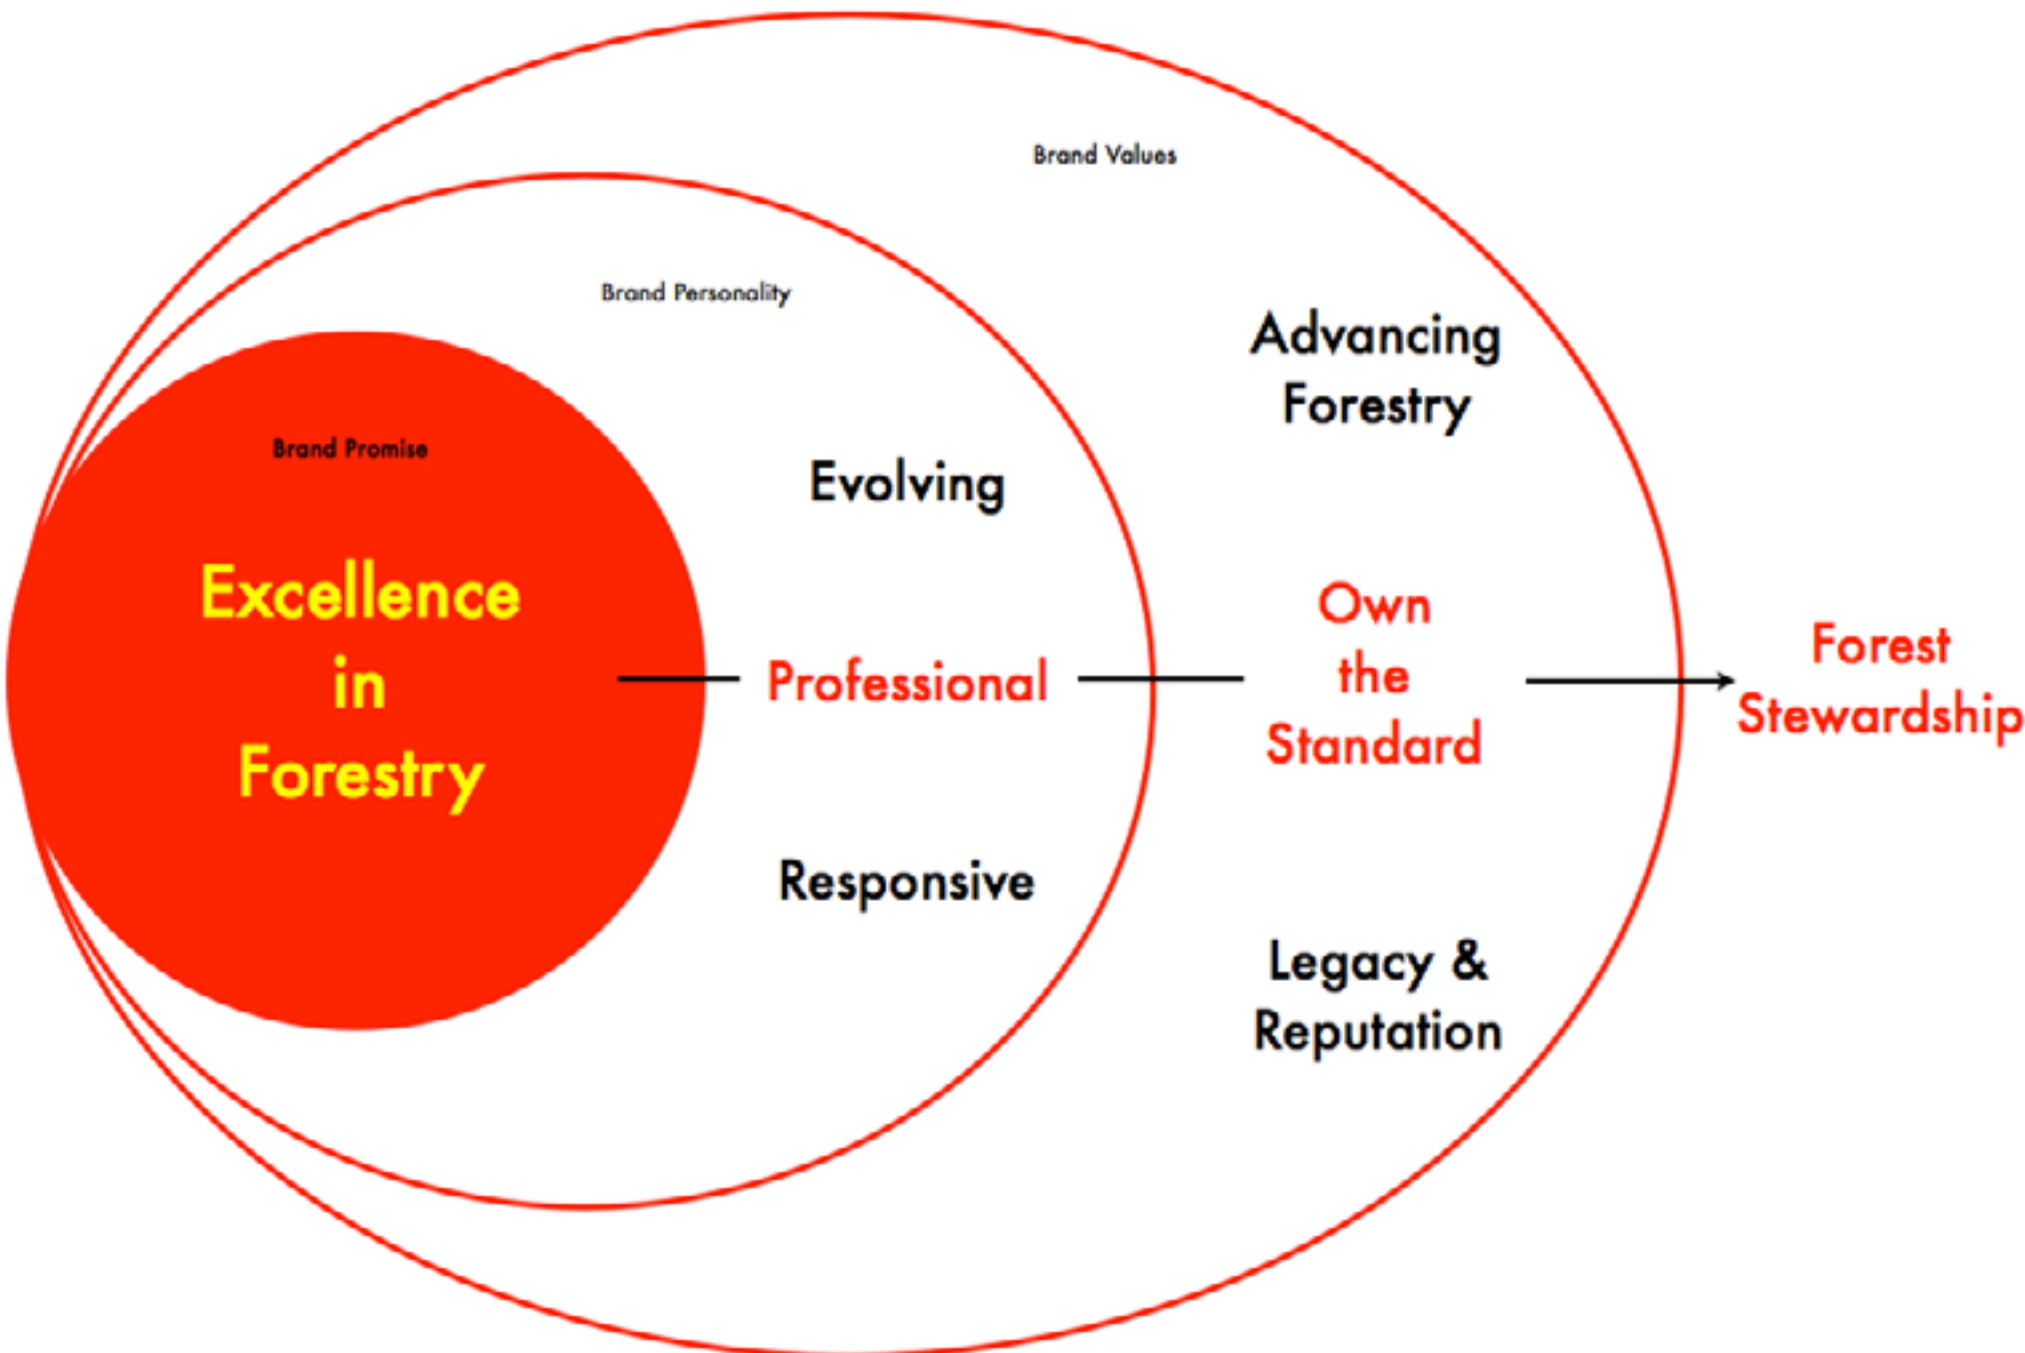 Brand Values
Brand Personality
Brand Promise
Excellence
in
Forestry
Evolving
Professional
Responsive
Advancing
Forestry
Own
the
Standard
Legacy &
Reputation
Forest
Stewardship